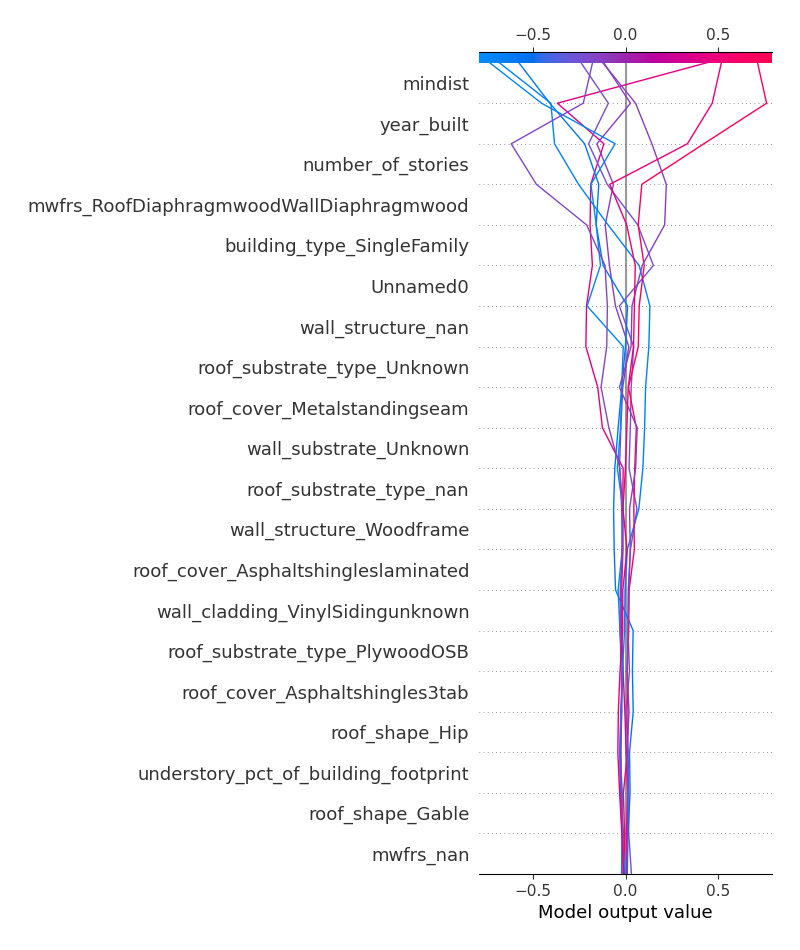 −0.5 0.0 0.5
mindist
year_built
number_of_stories
mwfrs_RoofDiaphragmwoodWallDiaphragmwood
building_type_SingleFamily
Unnamed0
wall_structure_nan
roof_substrate_type_Unknown
roof_cover_Metalstandingseam
wall_substrate_Unknown
roof_substrate_type_nan
wall_structure_Woodframe
roof_cover_Asphaltshingleslaminated
wall_cladding_VinylSidingunknown
roof_substrate_type_PlywoodOSB
roof_cover_Asphaltshingles3tab
roof_shape_Hip
understory_pct_of_building_footprint
roof_shape_Gable
mwfrs_nan
−0.5 0.0 0.5
Model output value